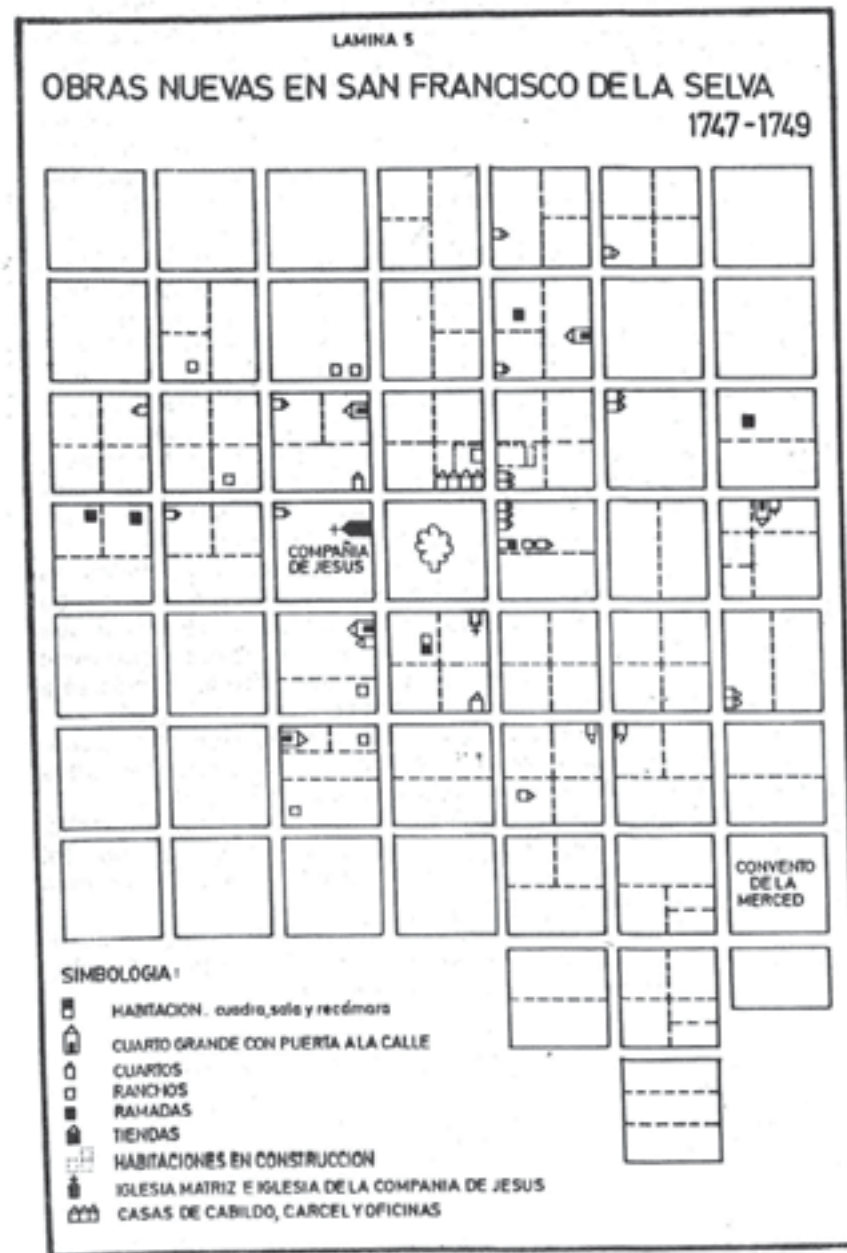 LAMINA 5
OBRAS NUEVAS EN SAN FRANCISCO DE LA SELVA
1747-1749
COMPAÑIA
DE JESUS
CONVENTO
DE LA
MERCED
SIMBOLOGIA:
HABITACION. cuadra, sala y recámara
CUARTO GRANDE CON PUERTA A LA CALLE
CUARTOS
RANCHOS
RAMADAS
TIENDAS
HABITACIONES EN CONSTRUCCION
IGLESIA MATRIZ E IGLESIA DE LA COMPANIA DE JESUS
CASAS DE CABILDO, CARCEL Y OFICINAS